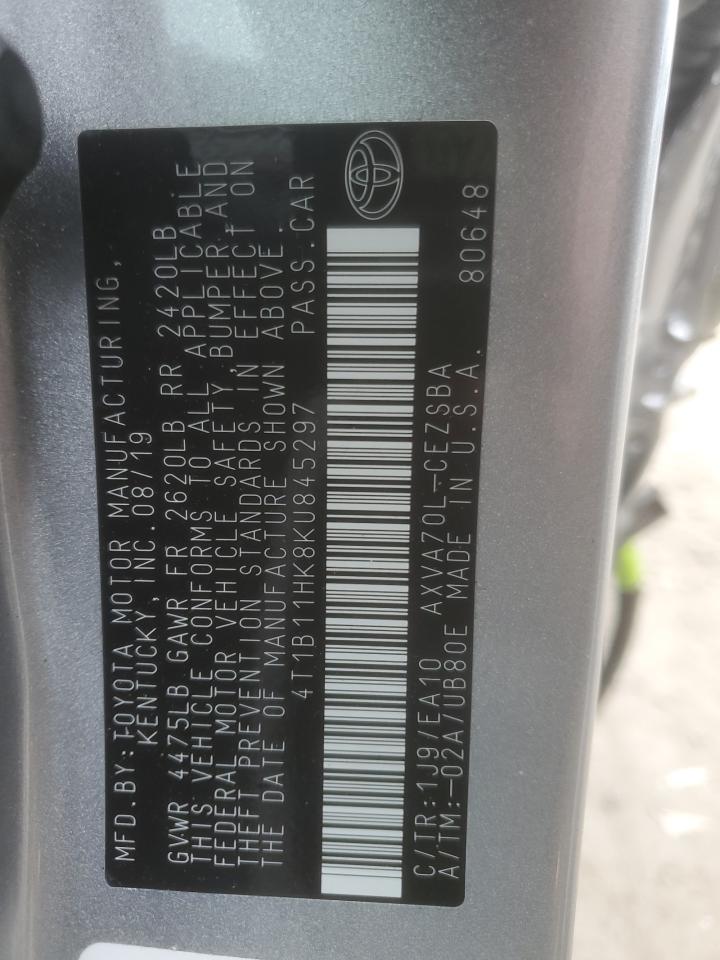 MFD.BY:TOYOTA MOTOR MANUFACTURING,
KENTUCKY, INC.08/19
GVWR 4475LB GAWR FR 2620LB RR 2420LB
THIS VEHICLE CONFORMS TO ALL APPLICABLE
FEDERAL MOTOR VEHICLE SAFETY, BUMPER AND
THEFT PREVENTION STANDARDS IN EFFECT ON
THE DATE OF MANUFACTURE SHOWN ABOVE.
4T1B11HK8KU845297 PASS.CAR
C/TR:1J9/EA10 AXVA70L-CEZSBA
A/TM:-02A/UB80E MADE IN U.S.A. 80648